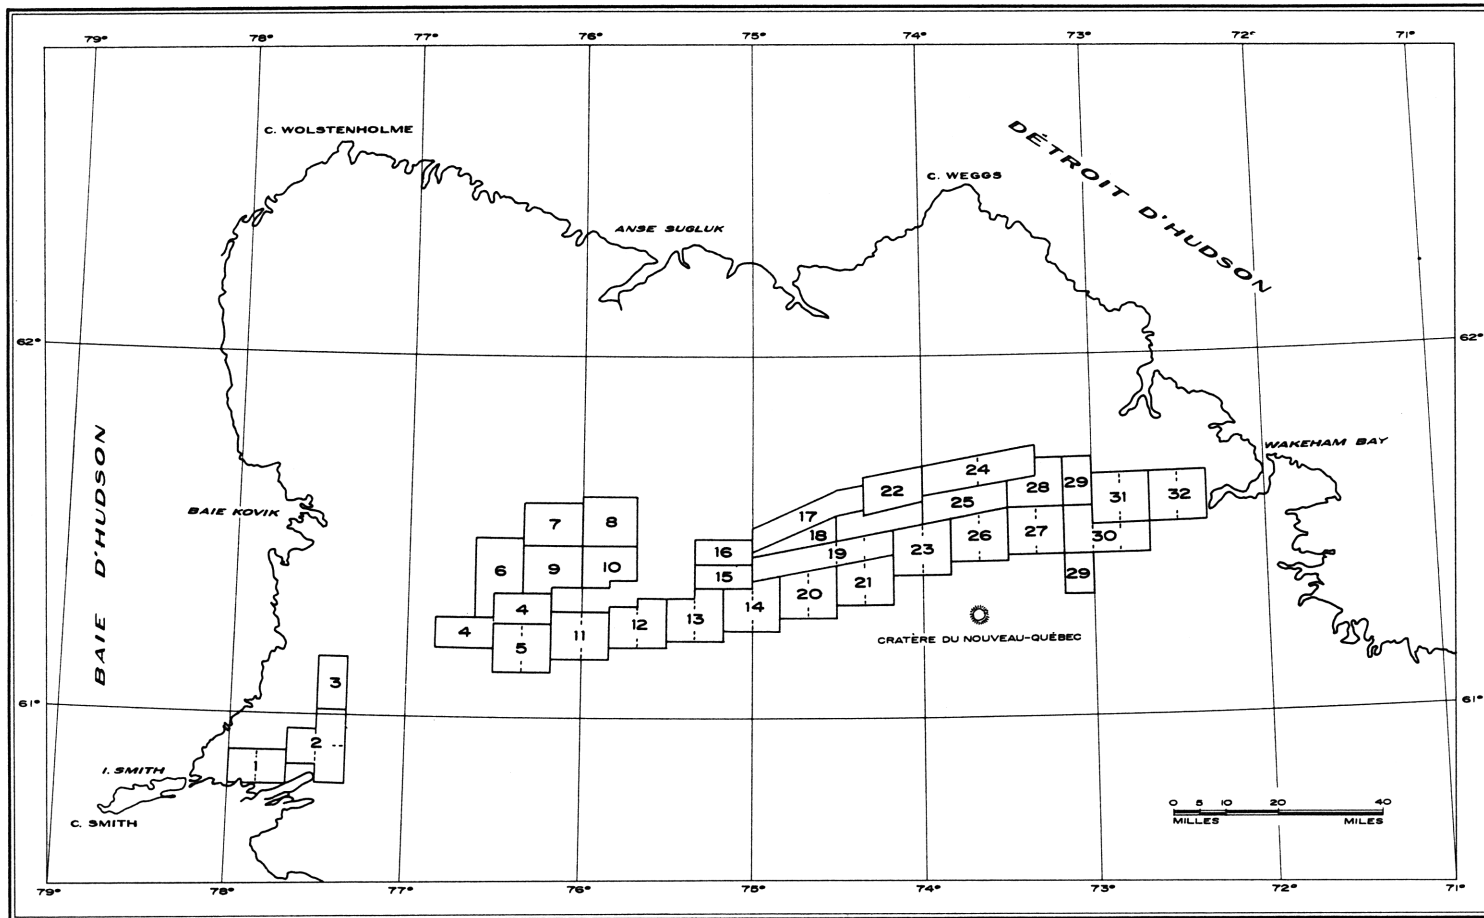 79° 78° 77° 76° 75° 74° 73° 72° 71°
C. WOLSTENHOLME
DÉTROIT D'HUDSON
C. WEGGS
ANSE SUGLUK
62° 62°
BAIE D'HUDSON
WAKEHAM BAY
BAIE KOVIK
24
22
28 29 31 32
17
25
7 8
18
27 30
26
16
19
23
6 9 10
15
29
21
20
4
14
13
12
11
4
5
CRATÈRE DU NOUVEAU-QUÉBEC
3
61° 61°
2
1
I. SMITH
C. SMITH
0 5 10 20 40
MILLES MILES
79° 78° 77° 76° 75° 74° 73° 72° 71°